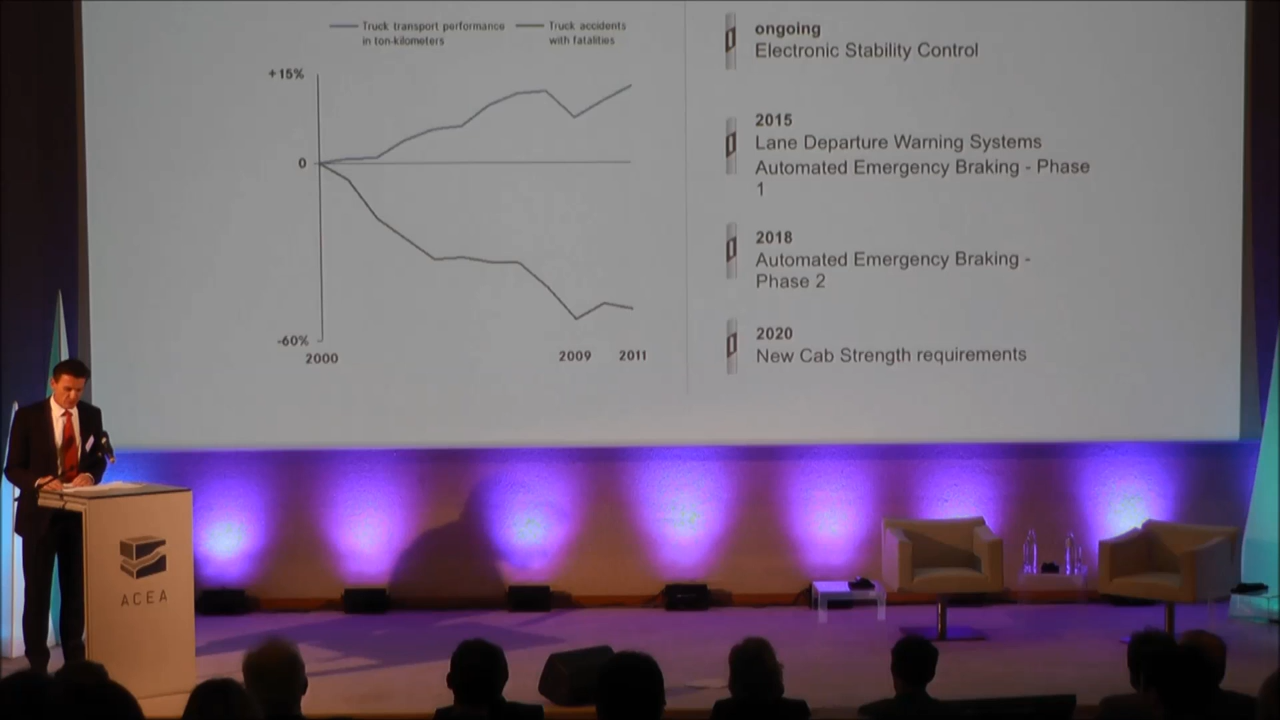 Truck transport performance
in ton-kilometers
Truck accidents
with fatalities
+15%
0
-60%
2000
2009
2011
ongoing
Electronic Stability Control
2015
Lane Departure Warning Systems
Automated Emergency Braking - Phase
1
2018
Automated Emergency Braking -
Phase 2
2020
New Cab Strength requirements
ACEA